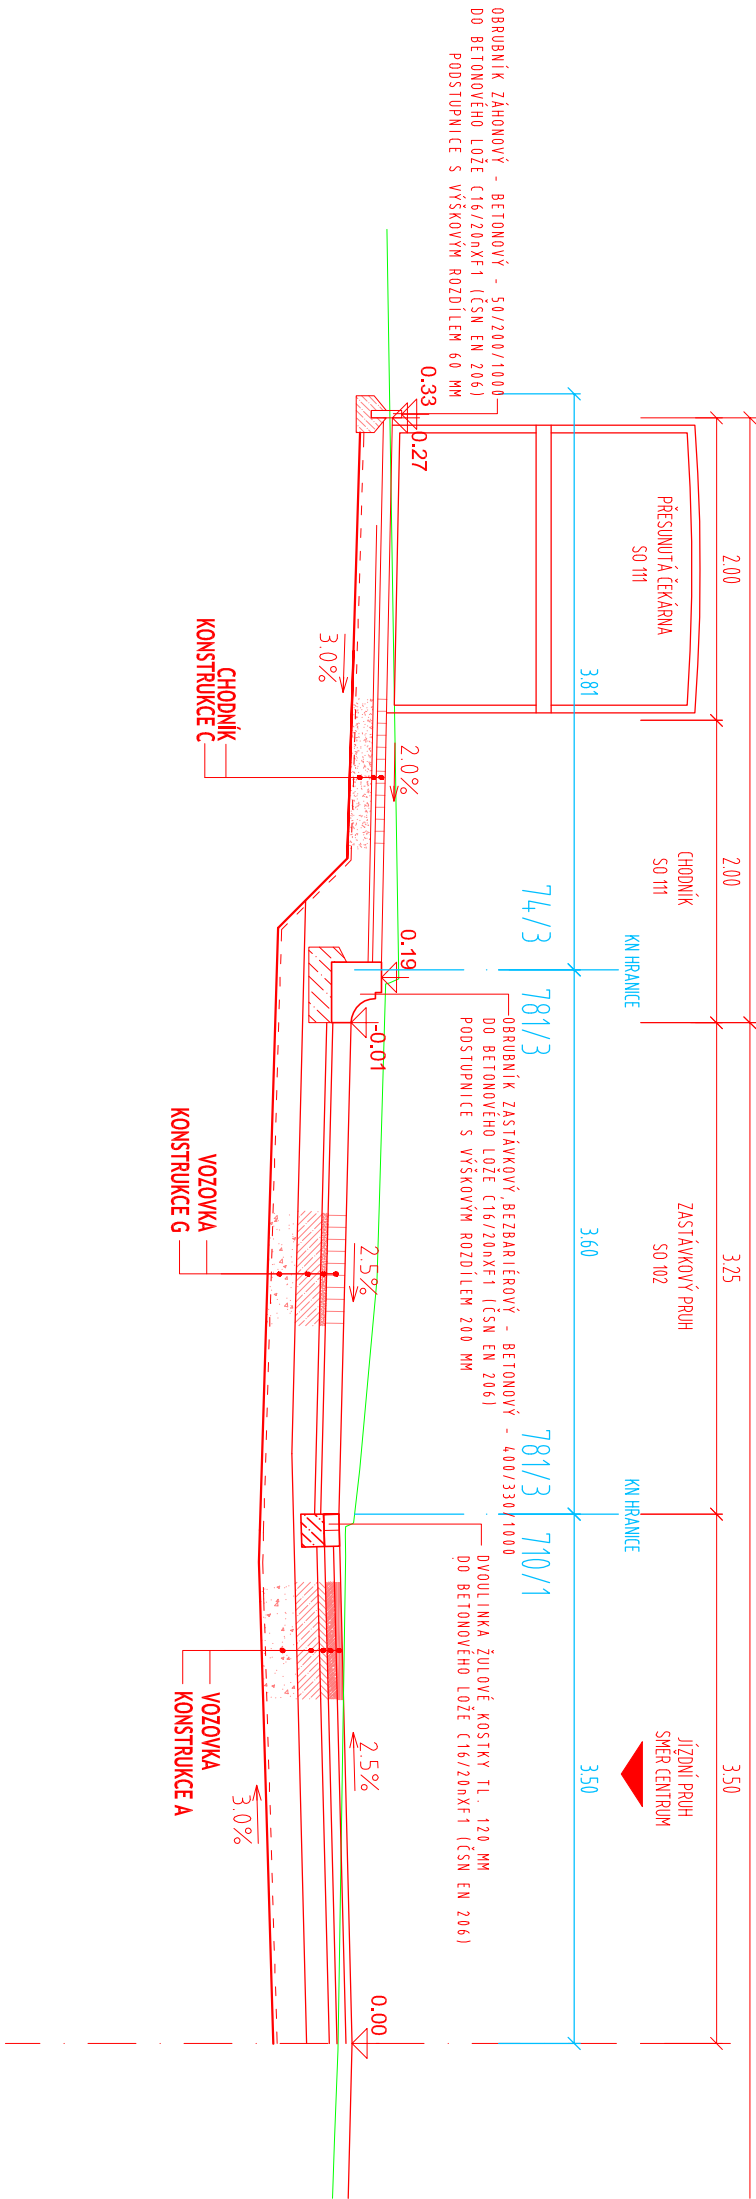 OBRUBNÍK ZÁHONOVÝ - BETONOVÝ - 50/200/1000
DO BETONOVÉHO LOŽE C16/20nXF1 (ČSN EN 206)
PODSTUPNICE S VÝŠKOVÝM ROZDÍLEM 60 MM
0.33
0.27
2.00
PŘESUNUTÁ ČEKÁRNA
SO 111
3.81
3.0%
CHODNÍK
KONSTRUKCE C
2.0%
2.00
CHODNÍK
SO 111
KN HRANICE
74/3
781/3
0.19
-0.01
OBRUBNÍK ZASTÁVKOVÝ, BEZBARIÉROVÝ - BETONOVÝ - 400/330/1000
DO BETONOVÉHO LOŽE C16/20nXF1 (ČSN EN 206)
PODSTUPNICE S VÝŠKOVÝM ROZDÍLEM 200 MM
3.25
ZASTÁVKOVÝ PRUH
SO 102
3.60
2.5%
VOZOVKA
KONSTRUKCE G
KN HRANICE
781/3
710/1
DVOULINKA ŽULOVÉ KOSTKY TL. 120 MM
DO BETONOVÉHO LOŽE C16/20nXF1 (ČSN EN 206)
3.50
JÍZDNÍ PRUH
SMĚR CENTRUM
3.50
2.5%
VOZOVKA
KONSTRUKCE A
3.0%
0.00